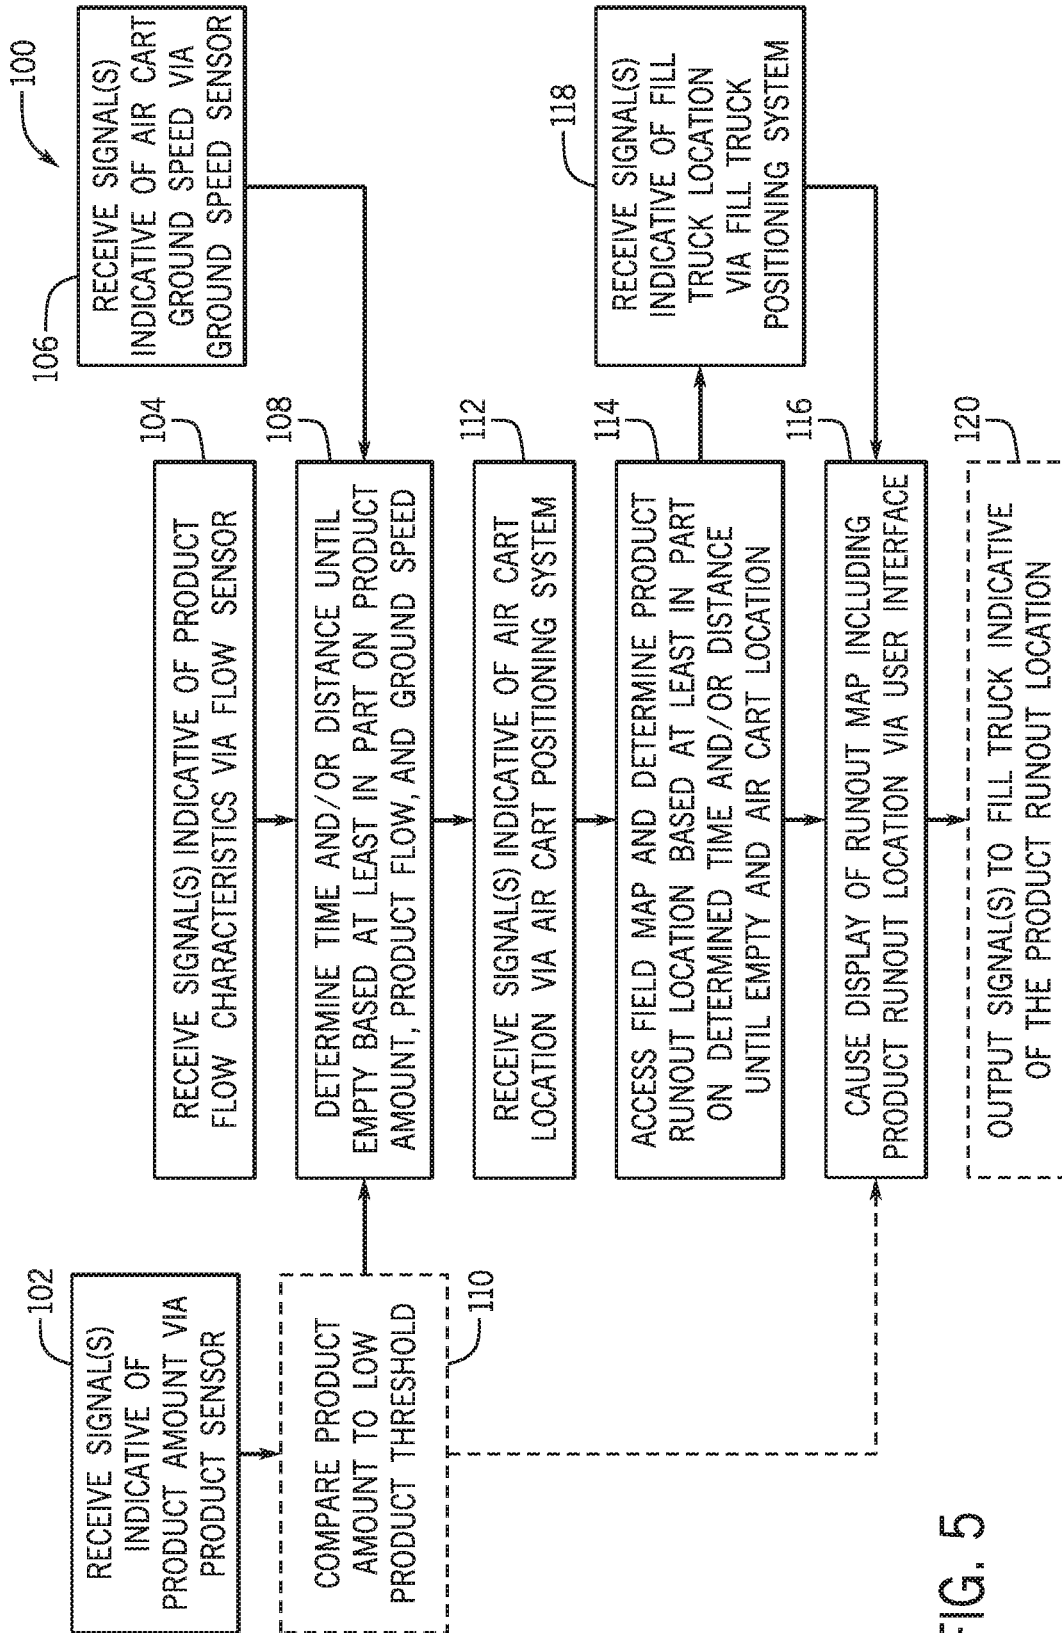 100
102
RECEIVE SIGNAL(S)
INDICATIVE OF
PRODUCT AMOUNT VIA
PRODUCT SENSOR
104
RECEIVE SIGNAL(S) INDICATIVE OF PRODUCT
FLOW CHARACTERISTICS VIA FLOW SENSOR
106
RECEIVE SIGNAL(S)
INDICATIVE OF AIR CART
GROUND SPEED VIA
GROUND SPEED SENSOR
110
COMPARE PRODUCT
AMOUNT TO LOW
PRODUCT THRESHOLD
108
DETERMINE TIME AND/OR DISTANCE UNTIL
EMPTY BASED AT LEAST IN PART ON PRODUCT
AMOUNT, PRODUCT FLOW, AND GROUND SPEED
112
RECEIVE SIGNAL(S) INDICATIVE OF AIR CART
LOCATION VIA AIR CART POSITIONING SYSTEM
114
ACCESS FIELD MAP AND DETERMINE PRODUCT
RUNOUT LOCATION BASED AT LEAST IN PART
ON DETERMINED TIME AND/OR DISTANCE
UNTIL EMPTY AND AIR CART LOCATION
118
RECEIVE SIGNAL(S)
INDICATIVE OF FILL
TRUCK LOCATION
VIA FILL TRUCK
POSITIONING SYSTEM
116
CAUSE DISPLAY OF RUNOUT MAP INCLUDING
PRODUCT RUNOUT LOCATION VIA USER INTERFACE
120
OUTPUT SIGNAL(S) TO FILL TRUCK INDICATIVE
OF THE PRODUCT RUNOUT LOCATION
FIG. 5